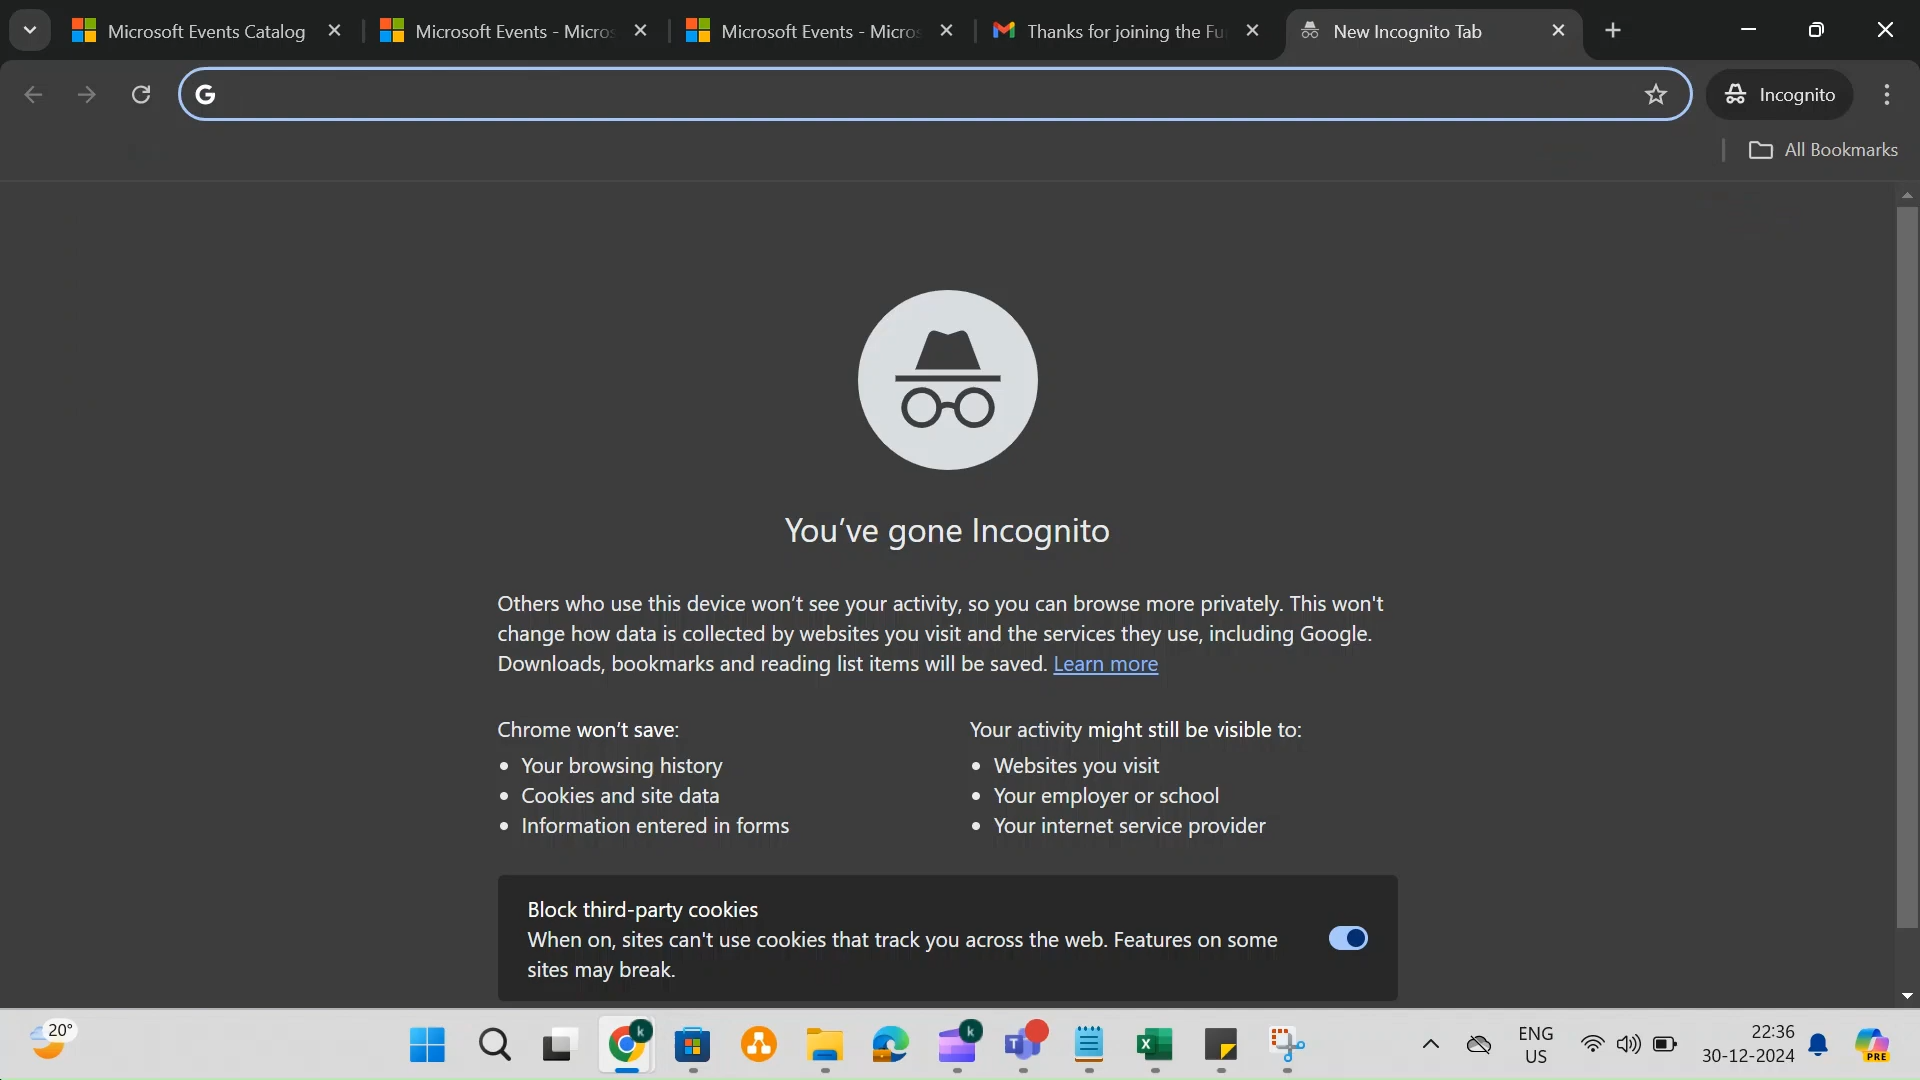 Microsoft Events Catalog
Microsoft Events - Micros
Microsoft Events - Micros
Thanks for joining the Fu
New Incognito Tab
G
Incognito
All Bookmarks
You've gone Incognito
Others who use this device won't see your activity, so you can browse more privately. This won't
change how data is collected by websites you visit and the services they use, including Google.
Downloads, bookmarks and reading list items will be saved. Learn more
Chrome won't save:
• Your browsing history
• Cookies and site data
• Information entered in forms
Your activity might still be visible to:
• Websites you visit
• Your employer or school
• Your internet service provider
Block third-party cookies
When on, sites can't use cookies that track you across the web. Features on some
sites may break.
20°
k
k
T
X
ENG
US
22:36
30-12-2024
PRE